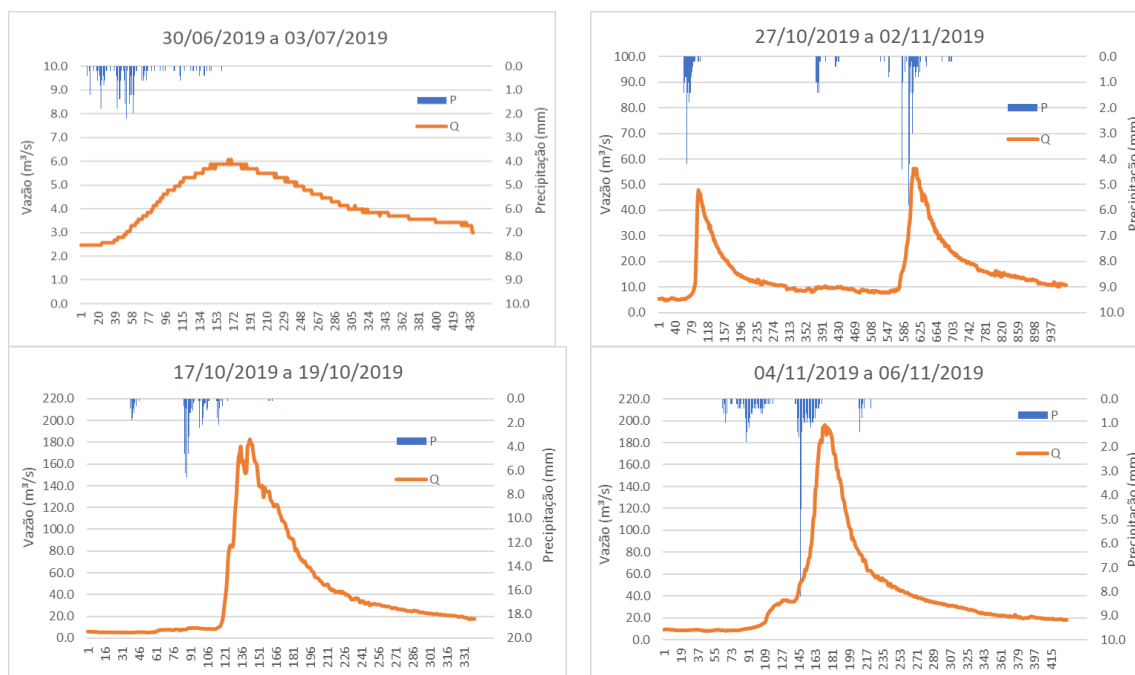 30/06/2019 a 03/07/2019
10.0 0.0
9.0 1.0
8.0 2.0
7.0 3.0
6.0 4.0
5.0 5.0
4.0 6.0
3.0 7.0
2.0 8.0
1.0 9.0
0.0 10.0
P
Q
Vazão (m³/s)
Precipitação (mm)
1 20 39 58 77 96 115 134 153 172 191 210 229 248 267 286 305 324 343 362 381 400 419 438
27/10/2019 a 02/11/2019
100.0 0.0
90.0 1.0
80.0 2.0
70.0 3.0
60.0 4.0
50.0 5.0
40.0 6.0
30.0 7.0
20.0 8.0
10.0 9.0
0.0 10.0
P
Q
Vazão (m³/s)
Precipitação (mm)
1 40 79 118 157 196 235 274 313 352 391 430 469 508 547 586 625 664 703 742 781 820 859 898 937
17/10/2019 a 19/10/2019
220.0 0.0
200.0 2.0
180.0 4.0
160.0 6.0
140.0 8.0
120.0 10.0
100.0 12.0
80.0 14.0
60.0 16.0
40.0 18.0
20.0 20.0
0.0
P
Q
Vazão (m³/s)
Precipitação (mm)
1 16 31 46 61 76 91 106 121 136 151 166 181 196 211 226 241 256 271 286 301 316 331
04/11/2019 a 06/11/2019
220.0 0.0
200.0 1.0
180.0 2.0
160.0 3.0
140.0 4.0
120.0 5.0
100.0 6.0
80.0 7.0
60.0 8.0
40.0 9.0
20.0 10.0
0.0
P
Q
Vazão (m³/s)
Precipitação (mm)
1 19 37 55 73 91 109 127 145 163 181 199 217 235 253 271 289 307 325 343 361 379 397 415